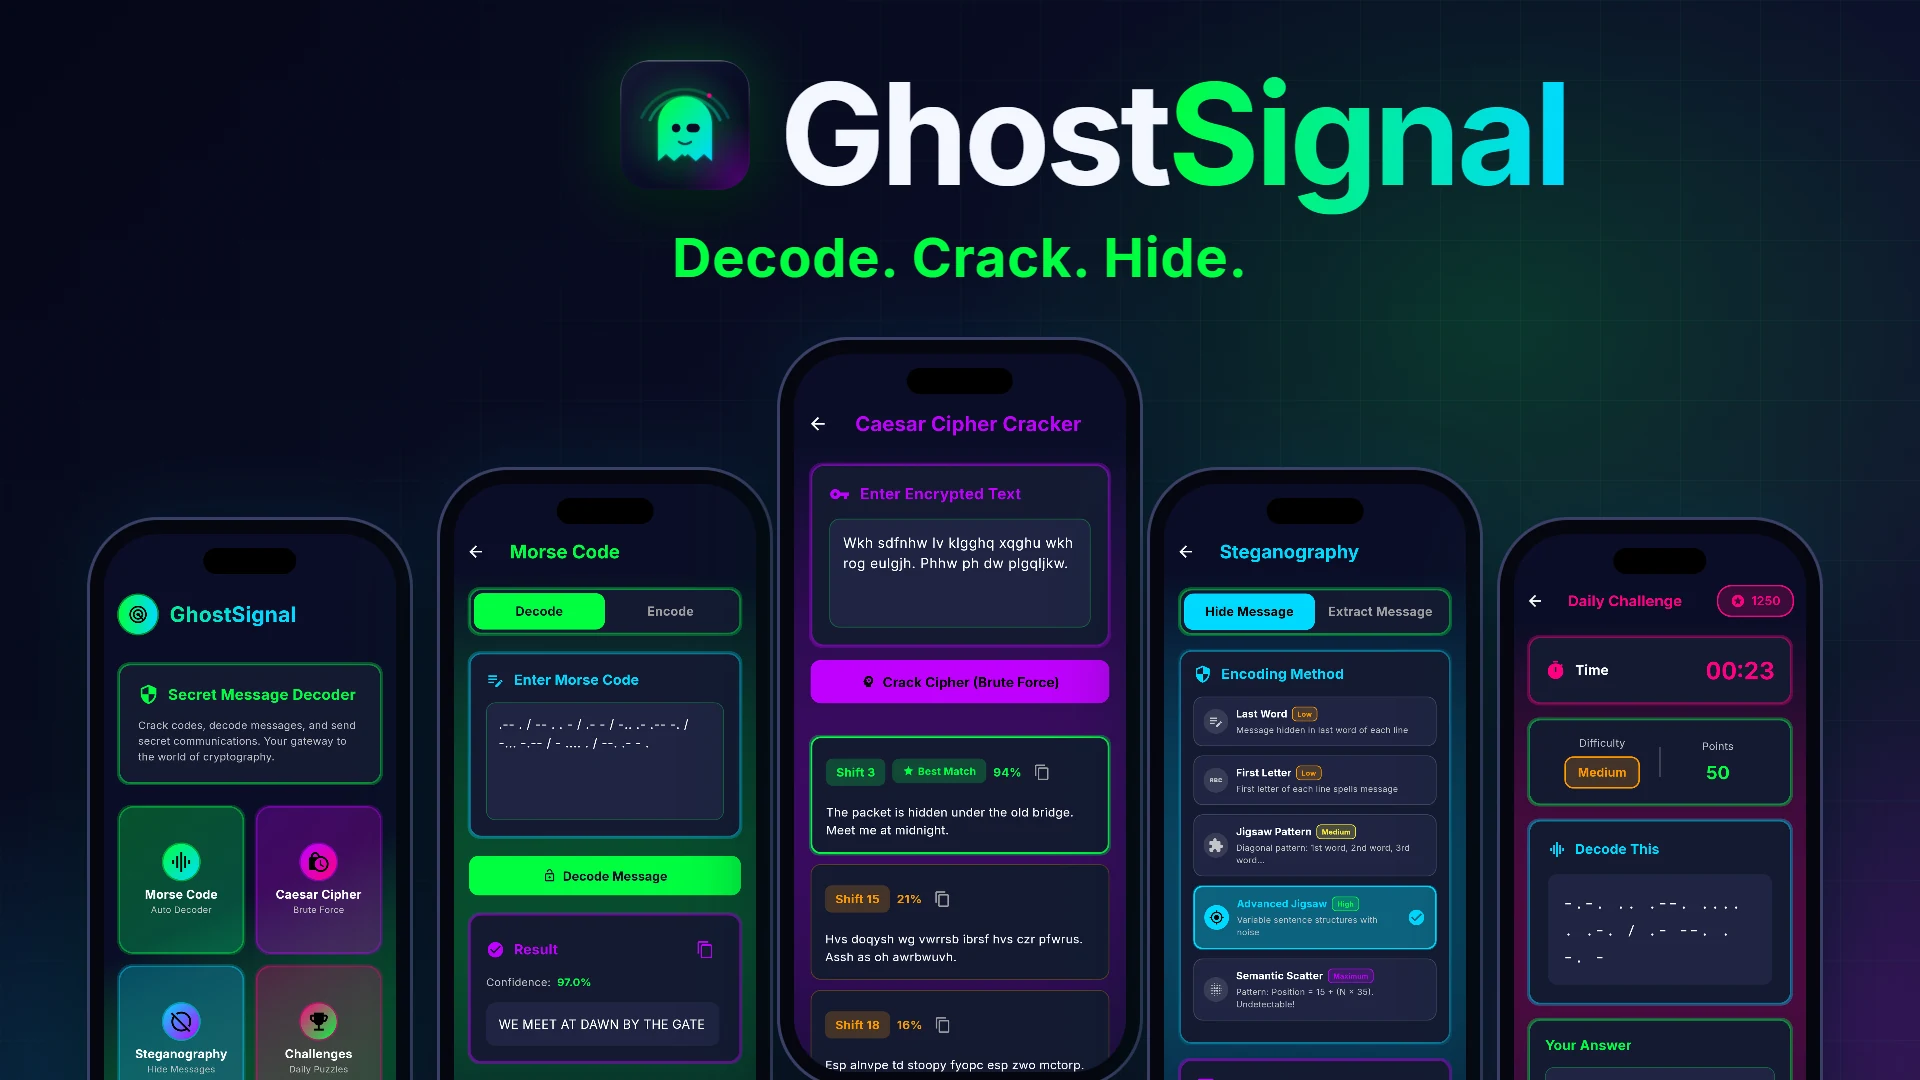 GhostSignal
Decode. Crack. Hide.
GhostSignal
Secret Message Decoder
Crack codes, decode messages, and send
secret communications. Your gateway to
the world of cryptography.
Morse Code
Auto Decoder
Caesar Cipher
Brute Force
Steganography
Hide Messages
Challenges
Daily Puzzles
Morse Code
Decode
Encode
Enter Morse Code
.-- . / -- . . - / .- - / -.. .- .-- -. /
-... -.-- / - .... . / --. .- - .
Decode Message
Result
Confidence: 97.0%
WE MEET AT DAWN BY THE GATE
Caesar Cipher Cracker
Enter Encrypted Text
Wkh sdfnhw lv klgghq xqghu wkh
rog eulgjh. Phhw ph dw plgqljkw.
Crack Cipher (Brute Force)
Shift 3
Best Match
94%
The packet is hidden under the old bridge.
Meet me at midnight.
Shift 15
21%
Hvs doqysh wg vwrrsb ibrsf hvs czr pfwrus.
Assh as oh awrbwuvh.
Shift 18
16%
Esp alnvpe td stoopy fyopc esp zwo mctorp.
Steganography
Hide Message
Extract Message
Encoding Method
Last Word
Low
Message hidden in last word of each line
ABC
First Letter
Low
First letter of each line spells message
Jigsaw Pattern
Medium
Diagonal pattern: 1st word, 2nd word, 3rd
word...
Advanced Jigsaw
High
Variable sentence structures with
noise
Semantic Scatter
Maximum
Pattern: Position = 15 + (N × 35).
Undetectable!
Daily Challenge
1250
Time
00:23
Difficulty
Medium
Points
50
Decode This
-.-. .. .--. ....
. .-. / .- --. .
-. -
Your Answer